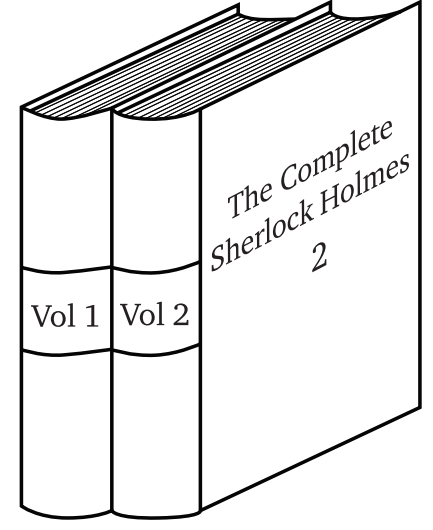 Vol 1
Vol 2
The Complete
Sherlock Holmes
2